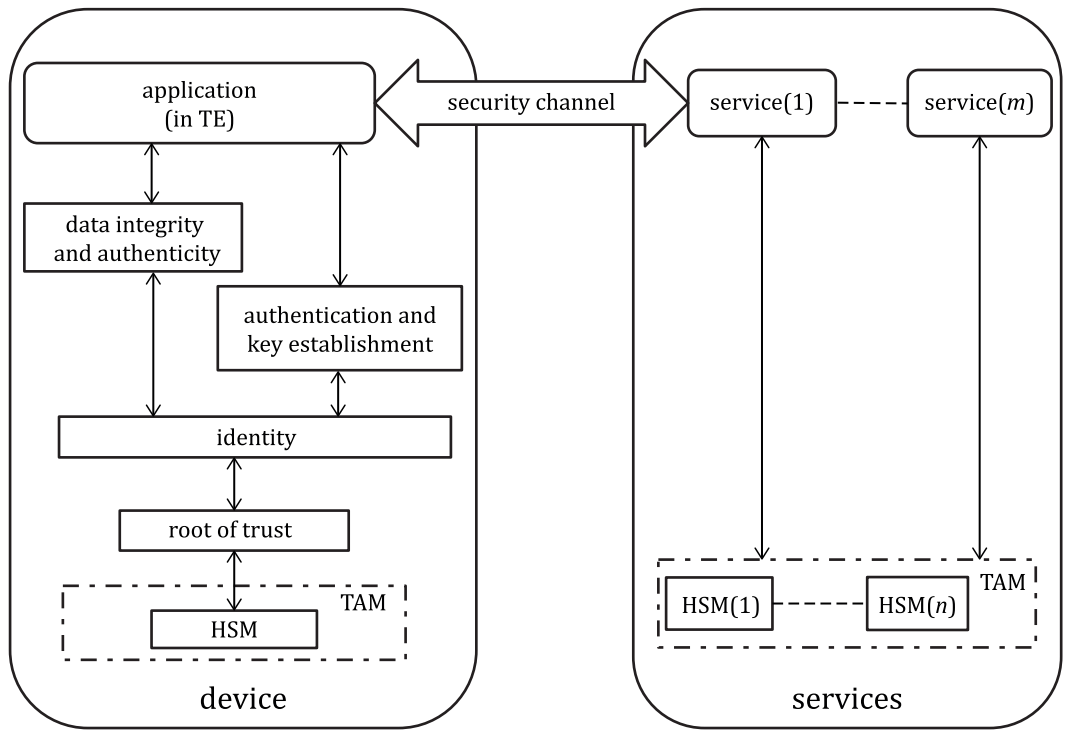 application
(in TE)
security channel
service(1)
service(m)
data integrity
and authenticity
authentication and
key establishment
identity
root of trust
TAM
HSM
device
TAM
HSM(1)
HSM(n)
services